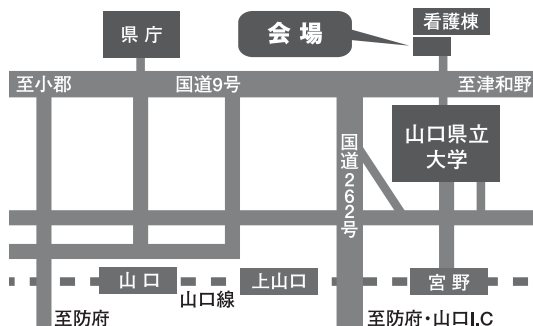 県庁
会場
看護棟
至小郡
国道9号
至津和野
山口県立
大学
国道262号
山口
山口線
上山口
宮野
至防府
至防府・山口I.C